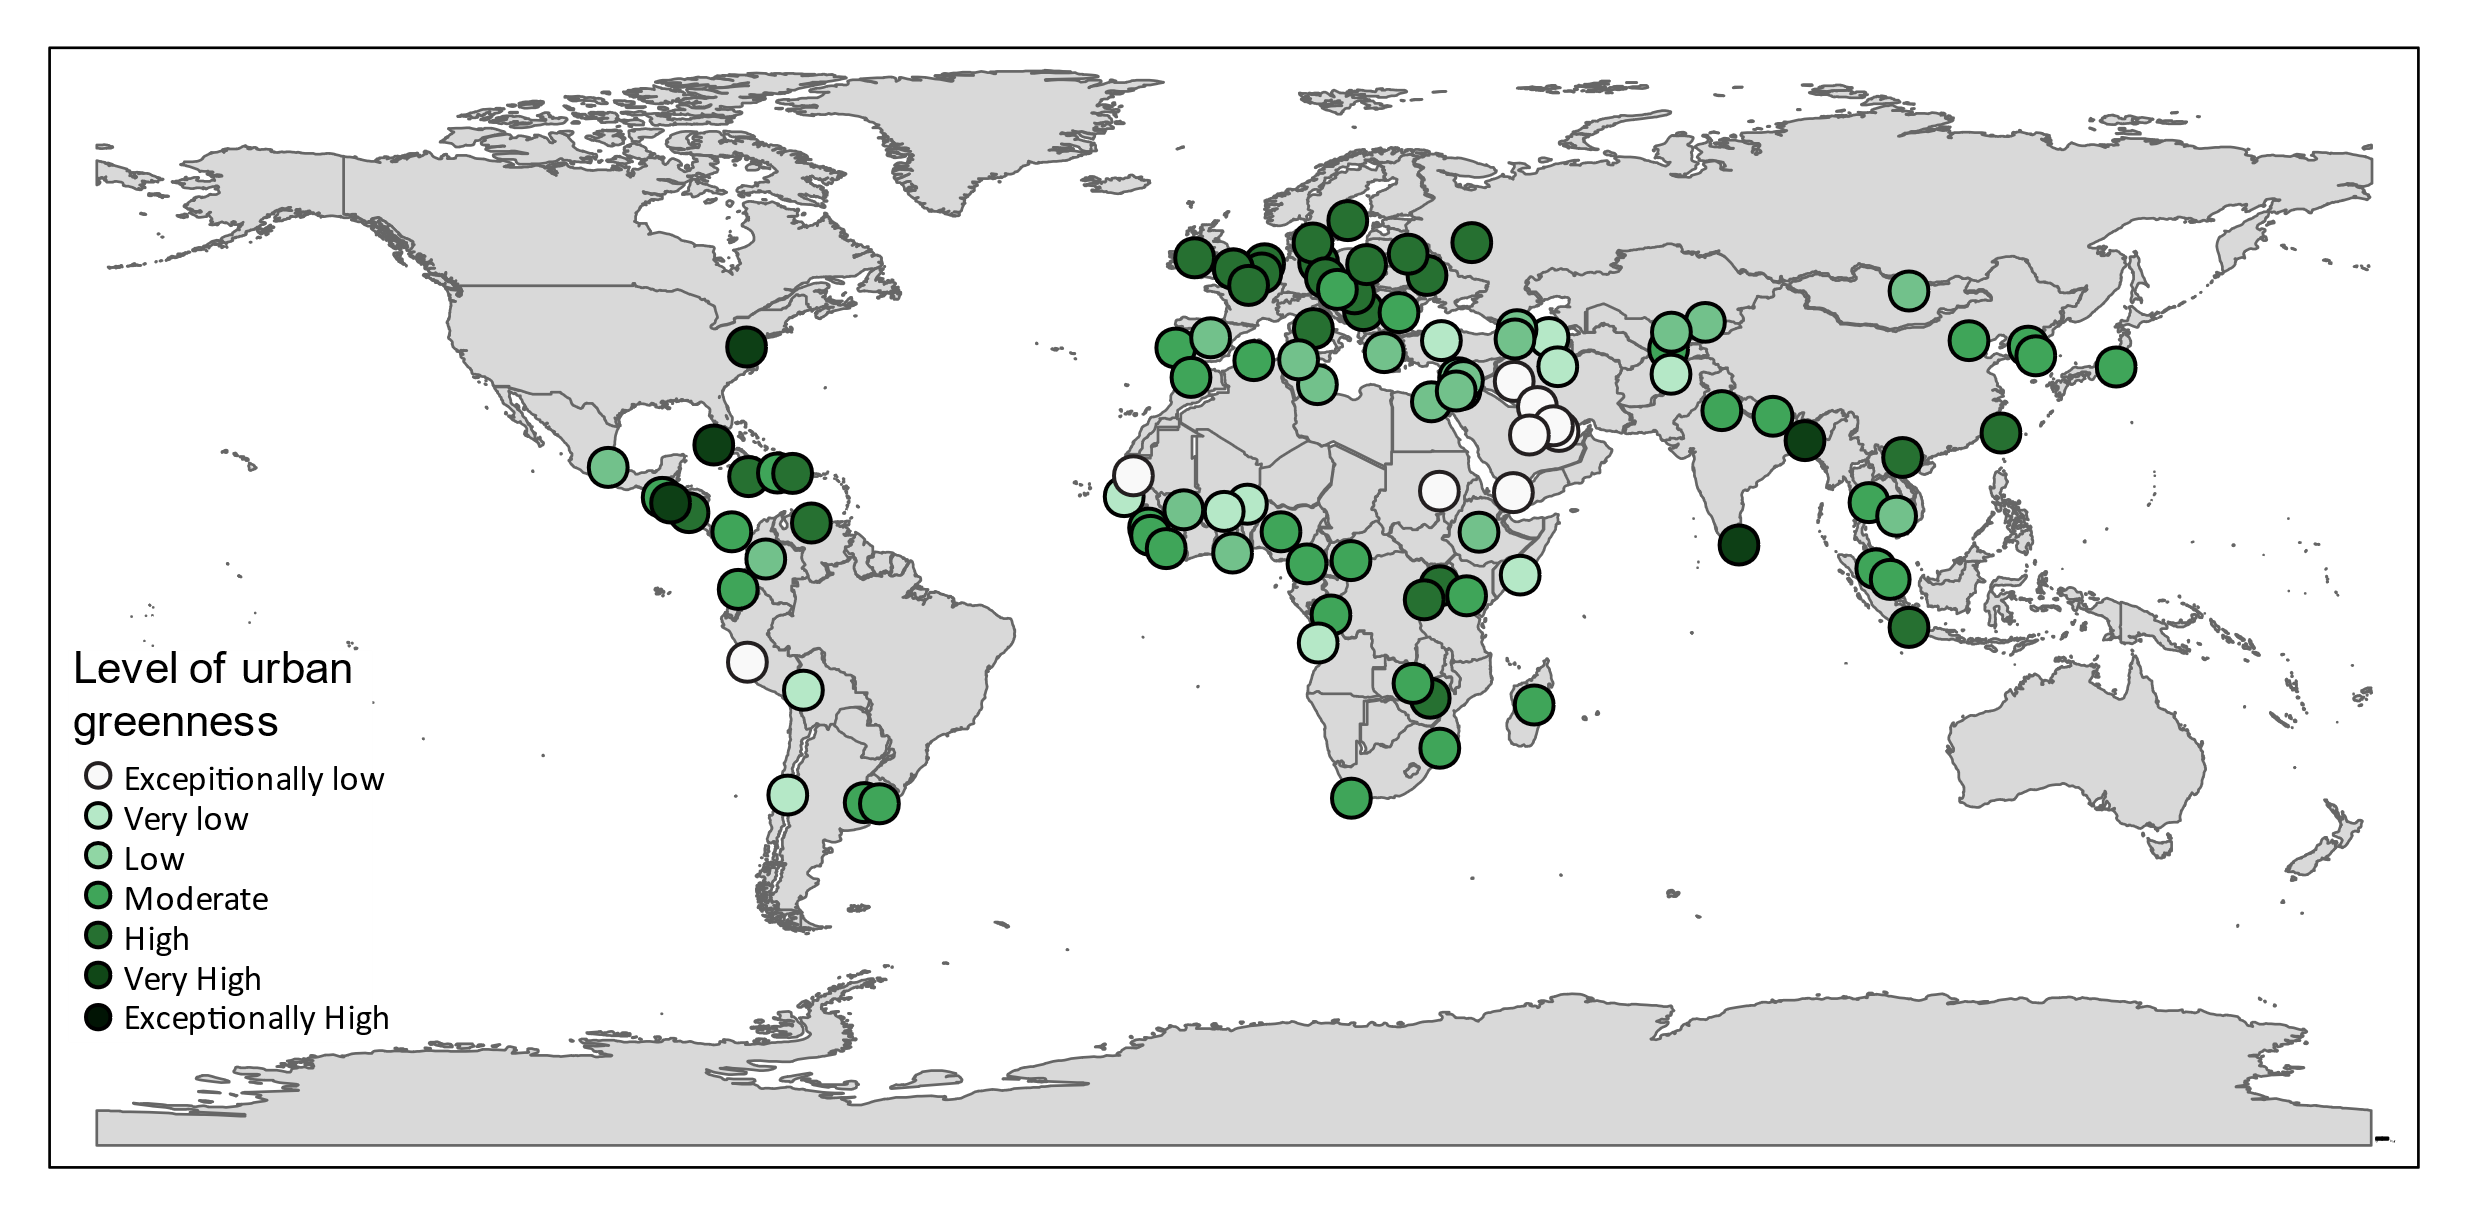 Level of urban
greenness
Excepitionally low
Very low
Low
Moderate
High
Very High
Exceptionally High